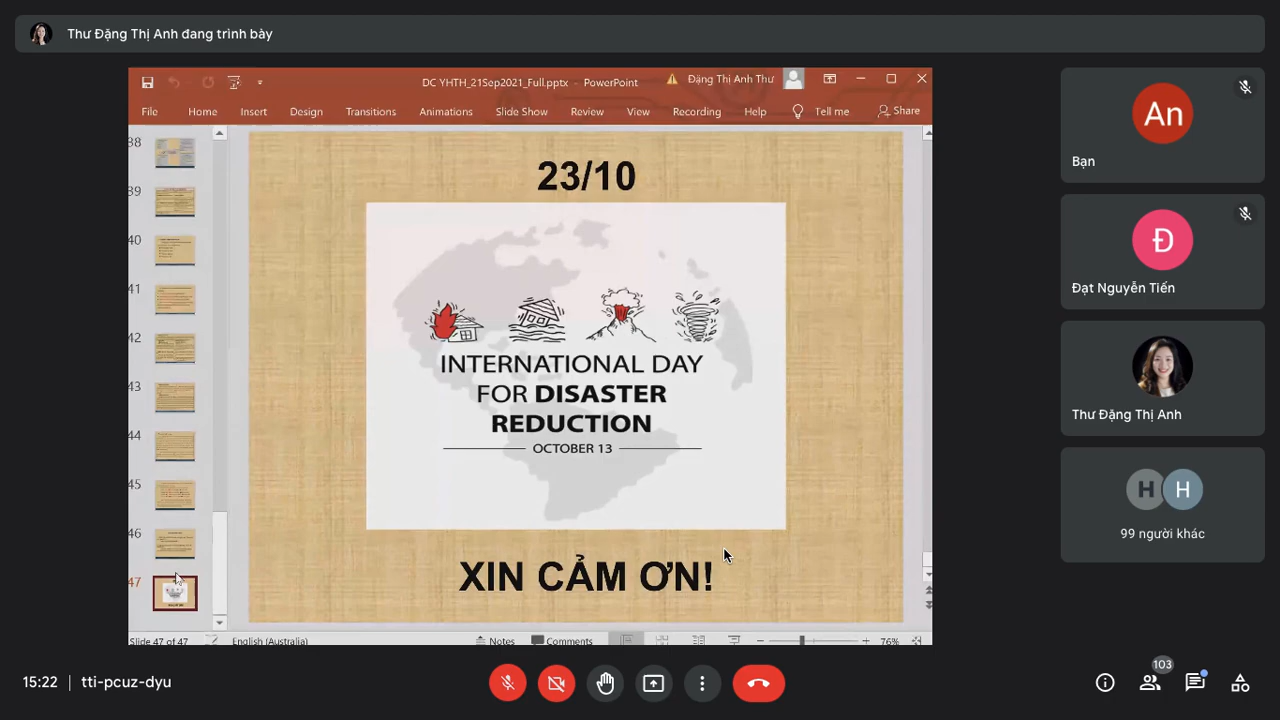 Thư Đặng Thị Anh đang trình bày
DC YHTH_21Sep2021_Full.pptx - PowerPoint
Đặng Thị Anh Thư
File Home Insert Design Transitions Animations Slide Show Review View Recording Help Tell me Share
38
39
40
41
42
43
44
45
46
47
23/10
INTERNATIONAL DAY
FOR DISASTER
REDUCTION
OCTOBER 13
XIN CẢM ƠN!
Slide 47 of 47 English (Australia) Notes Comments 76%
An
Bạn
Đ
Đạt Nguyễn Tiến
Thư Đặng Thị Anh
H H
99 người khác
15:22 | tti-pcuz-dyu
103